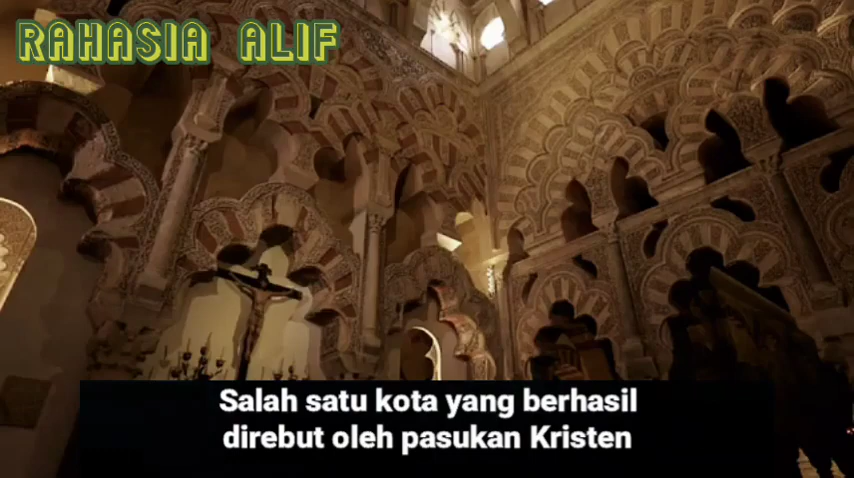 RAHASIA ALIF
Salah satu kota yang berhasil
direbut oleh pasukan Kristen